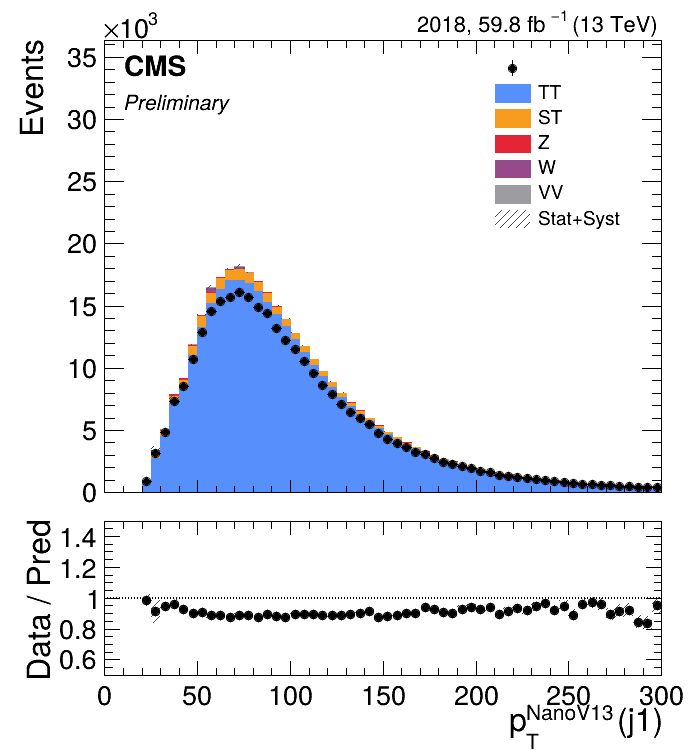 ×10³
2018, 59.8 fb⁻¹ (13 TeV)
CMS
Preliminary
Events
35
30
25
20
15
10
5
0
TT
ST
Z
W
VV
Stat+Syst
Data / Pred
1.4
1.2
1
0.8
0.6
0 50 100 150 200 250 300
p_T^NanoV13 (j1)